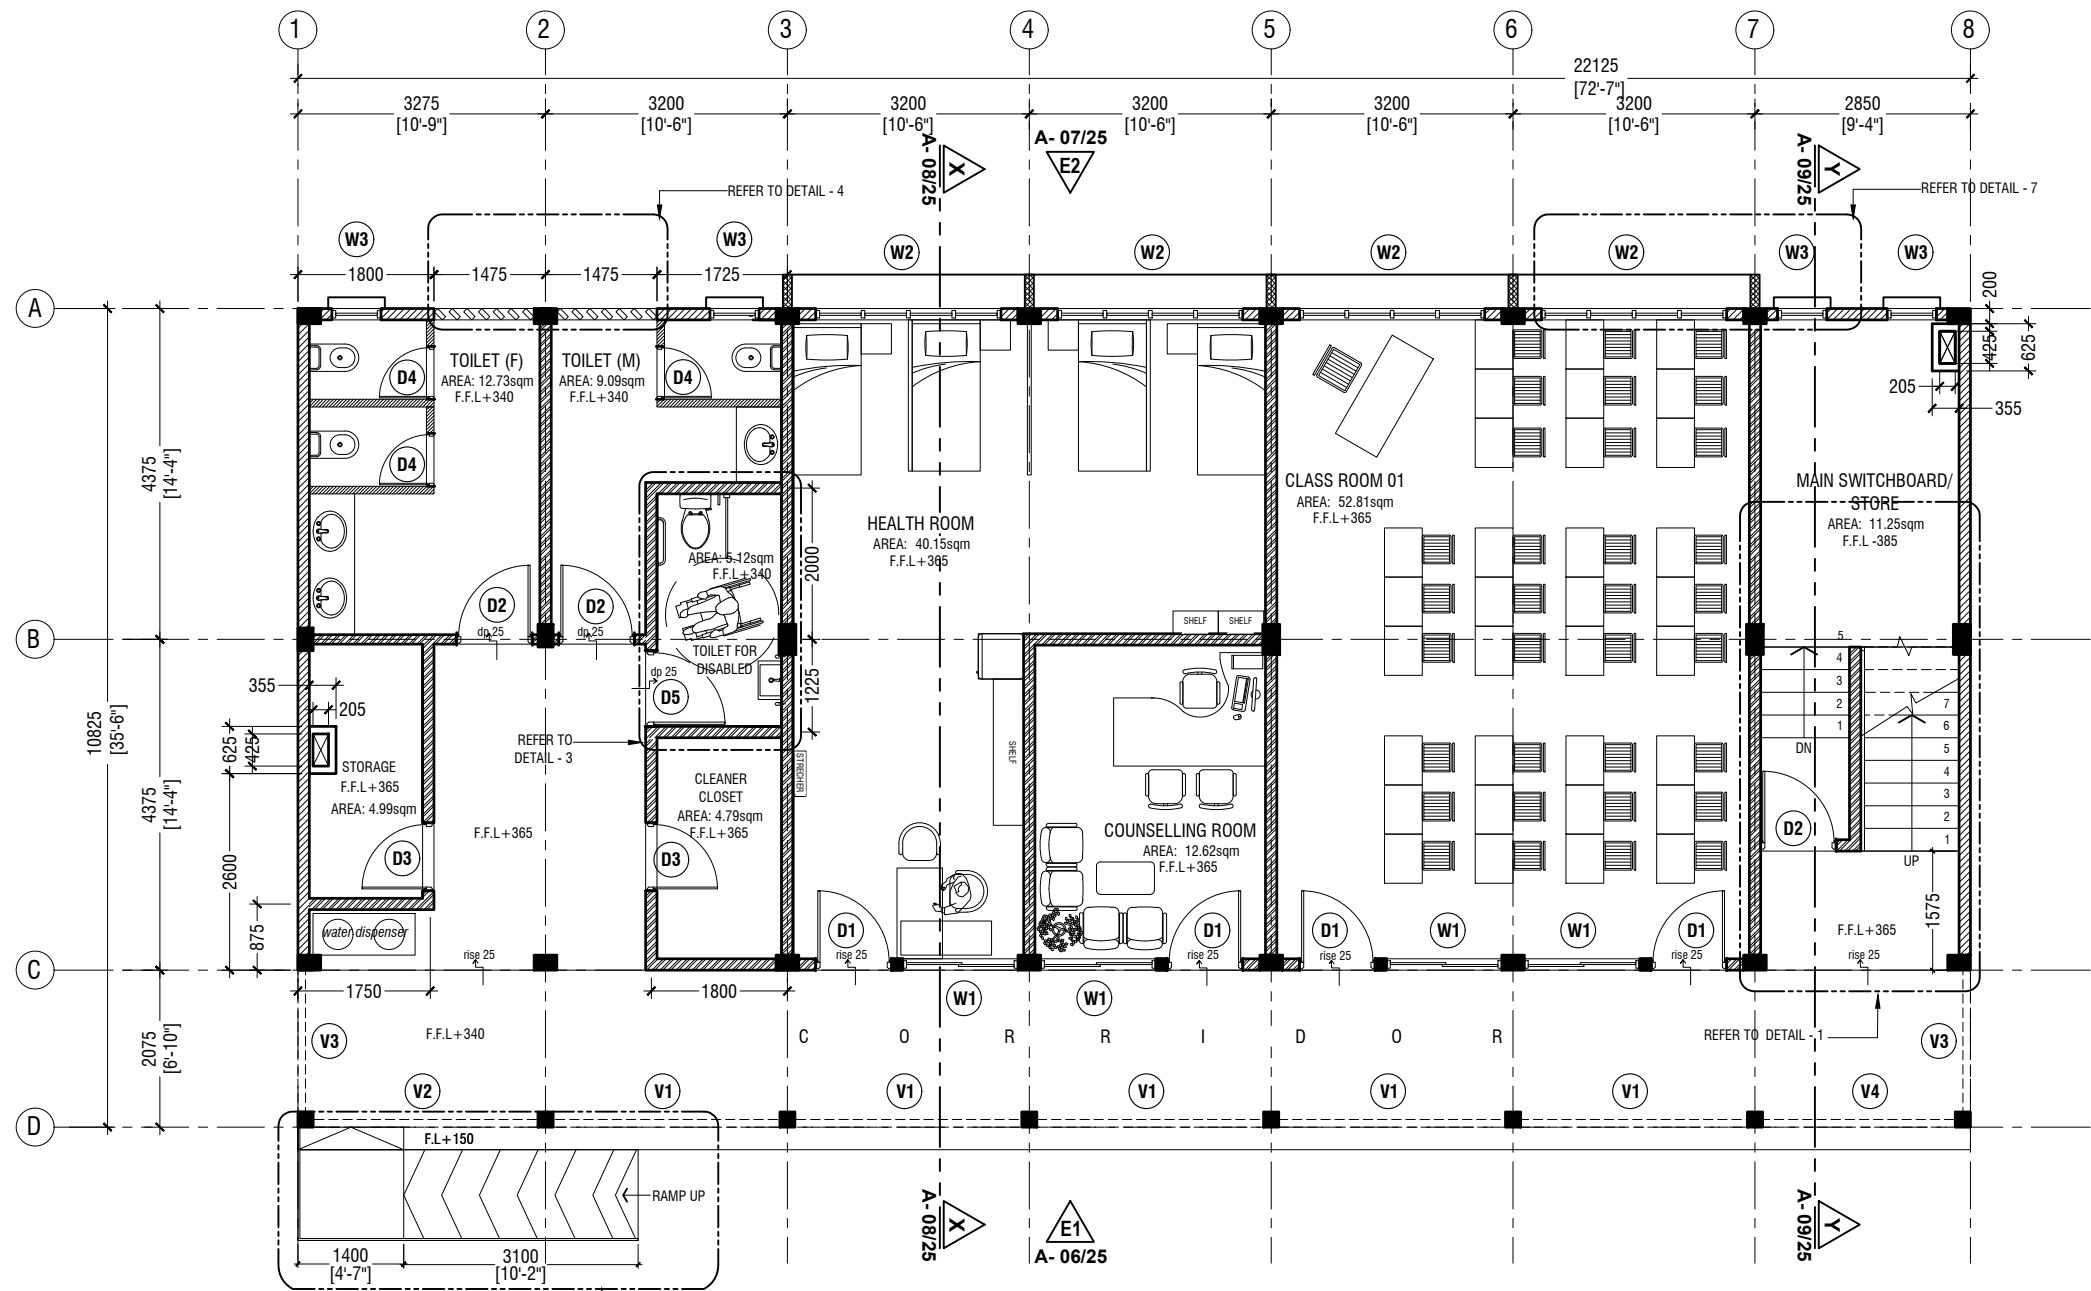 1 2 3 4 5 6 7 8
22125
[72'-7"]
3275 3200 3200 3200 3200 3200 2850
[10'-9"] [10'-6"] [10'-6"] [10'-6"] [10'-6"] [10'-6"] [9'-4"]
A- 08/25
X
A- 07/25
E2
A- 09/25
Y
REFER TO DETAIL - 4
REFER TO DETAIL - 7
W3 W3 W2 W2 W2 W2 W3 W3
1800 1475 1475 1725
200
A
425
625
205
355
D4
TOILET (F)
AREA: 12.73sqm
F.F.L+340
TOILET (M)
AREA: 9.09sqm
F.F.L+340
D4
D4
4375
[14'-4"]
CLASS ROOM 01
AREA: 52.81sqm
F.F.L+365
MAIN SWITCHBOARD/
STORE
AREA: 11.25sqm
F.F.L -385
HEALTH ROOM
AREA: 40.15sqm
F.F.L+365
AREA: 5.12sqm
F.F.L+340
2000
D2
D2
dp 25
dp 25
SHELF SHELF
B
TOILET FOR
DISABLED
dp 25
D5
1225
355
205
625
425
10825
[35'-6"]
REFER TO
DETAIL - 3
STRECHER
SHELF
STORAGE
F.F.L+365
AREA: 4.99sqm
CLEANER
CLOSET
AREA: 4.79sqm
F.F.L+365
F.F.L+365
D3
D3
4375
[14'-4"]
2600
875
water dispenser
COUNSELLING ROOM
AREA: 12.62sqm
F.F.L+365
5
4
3
2
1
DN
7
6
5
4
3
2
1
UP
D2
1575
F.F.L+365
D1 D1 D1 W1 W1 D1
rise 25 rise 25 rise 25 rise 25 rise 25 rise 25
C
1750
1800
W1 W1
V3
F.F.L+340
C O R R I D O R
REFER TO DETAIL - 1
V3
2075
[6'-10"]
V2 V1 V1 V1 V1 V1 V4
D
F.L+150
RAMP UP
1400
[4'-7"]
3100
[10'-2"]
A- 08/25
X
E1
A- 06/25
A- 09/25
Y